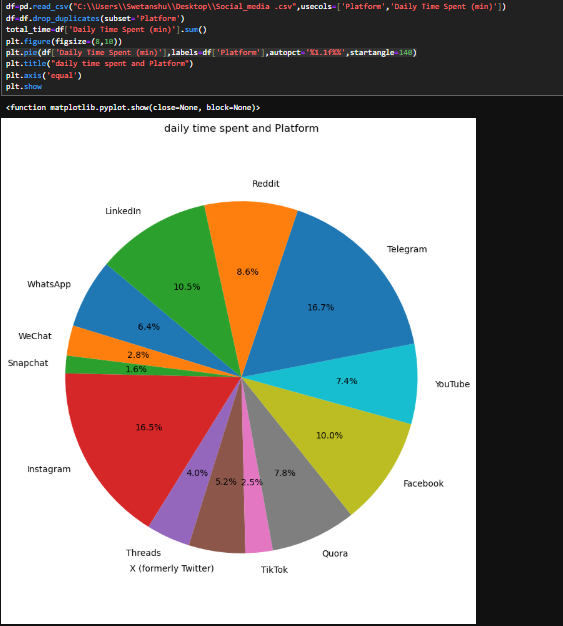 df=pd.read_csv("C:\\Users\\Swetanshu\\Desktop\\Social_media .csv",usecols=['Platform','Daily Time Spent (min)'])
df=df.drop_duplicates(subset='Platform')
total_time=df['Daily Time Spent (min)'].sum()
plt.figure(figsize=(8,10))
plt.pie(df['Daily Time Spent (min)'],labels=df['Platform'],autopct='%1.1f%%',startangle=140)
plt.title("daily time spent and Platform")
plt.axis('equal')
plt.show
<function matplotlib.pyplot.show(close=None, block=None)>
daily time spent and Platform
Reddit
LinkedIn
Telegram
8.6%
10.5%
WhatsApp
16.7%
6.4%
WeChat
2.8%
Snapchat
1.6%
7.4%
YouTube
16.5%
10.0%
Instagram
4.0%
5.2%
2.5%
7.8%
Facebook
Threads
Quora
X (formerly Twitter)
TikTok